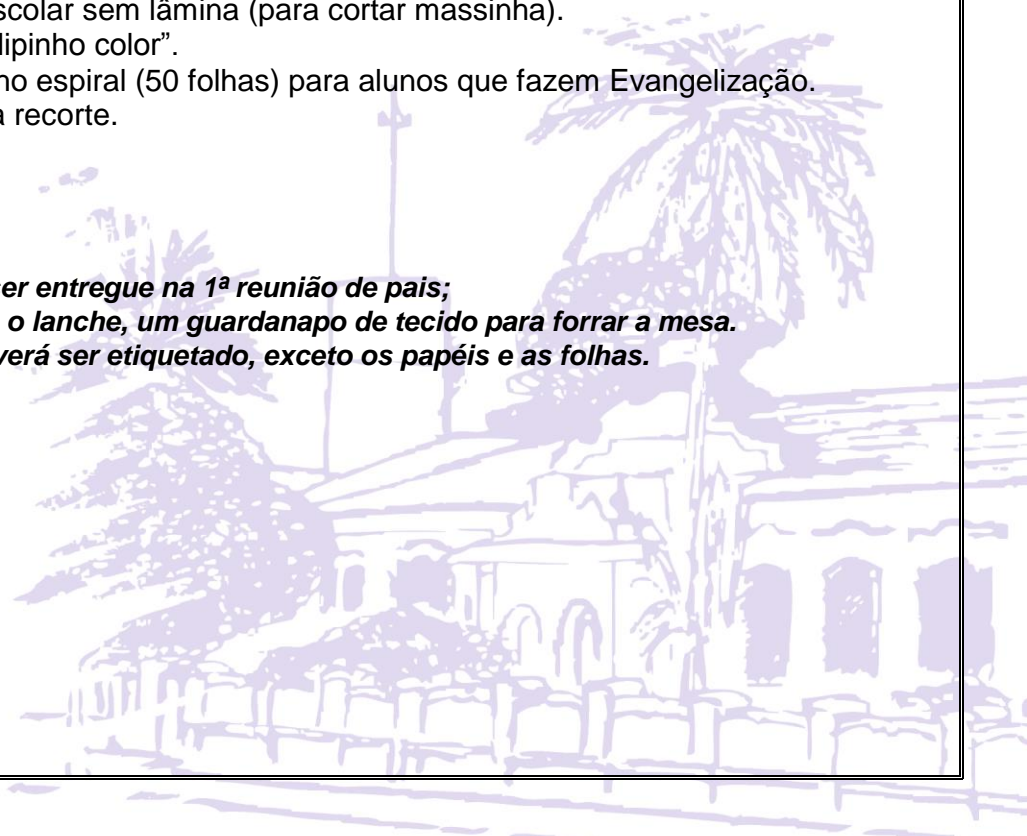 scolar sem lâmina (para cortar massinha).
lipinho color”.
no espiral (50 folhas) para alunos que fazem Evangelização.
a recorte.
ser entregue na 1ª reunião de pais;
o lanche, um guardanapo de tecido para forrar a mesa.
verá ser etiquetado, exceto os papéis e as folhas.